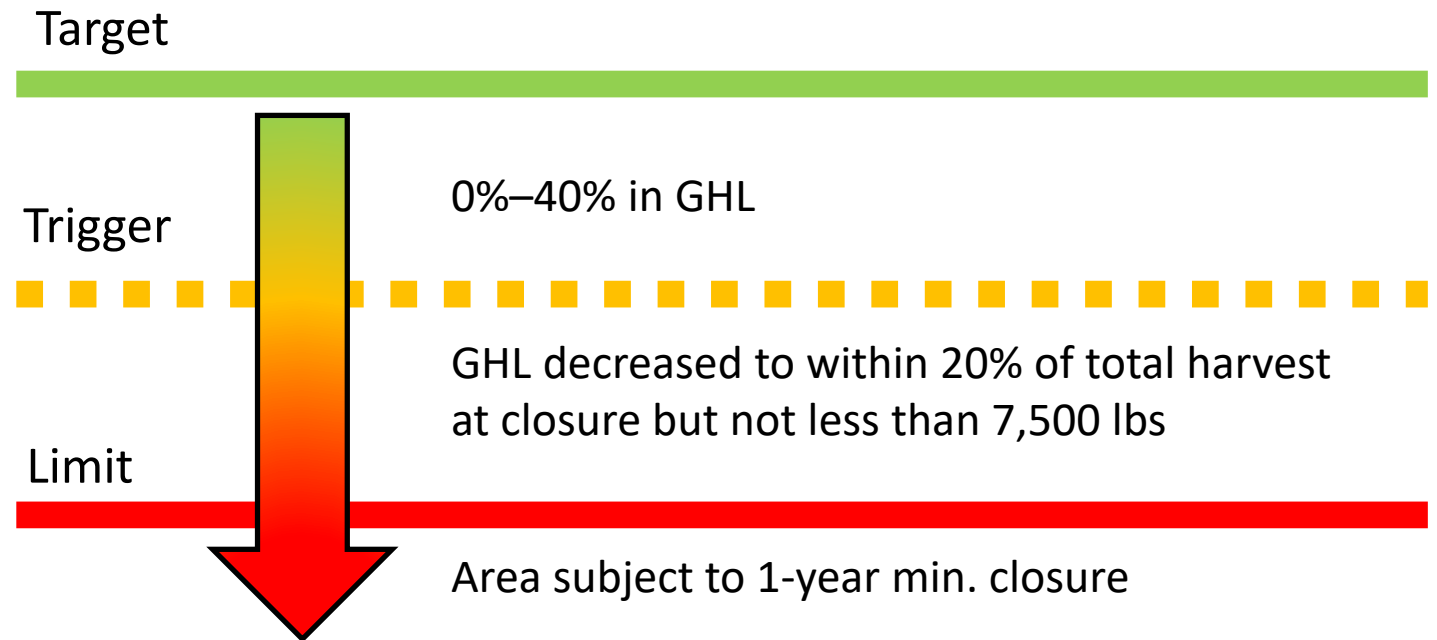 Target
0%–40% in GHL
Trigger
GHL decreased to within 20% of total harvest
at closure but not less than 7,500 lbs
Limit
Area subject to 1-year min. closure